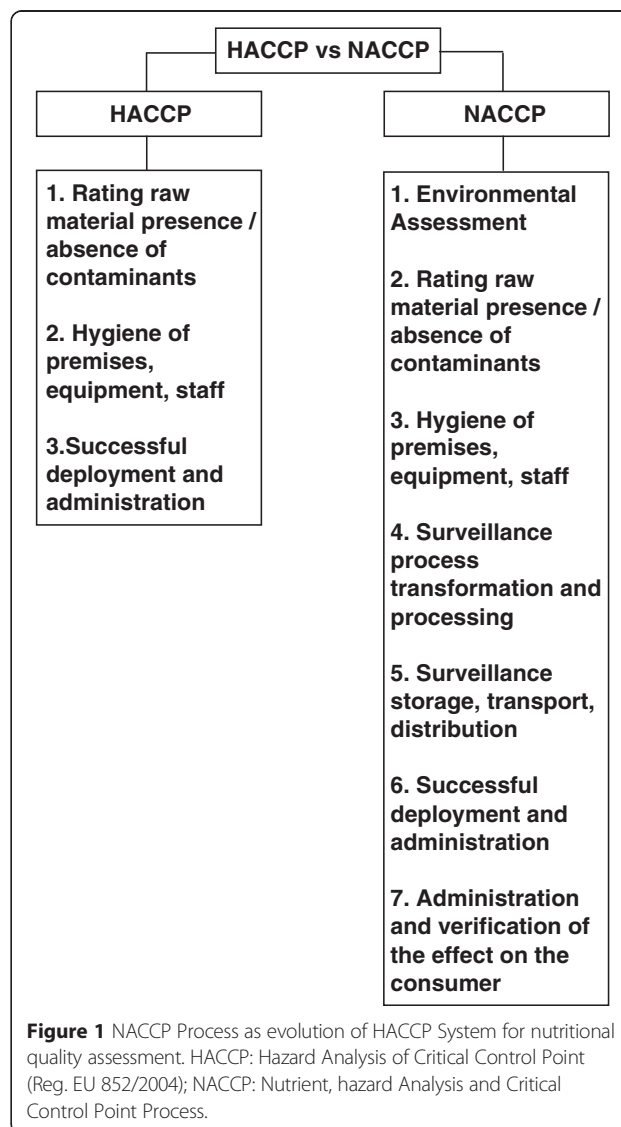 HACCP vs NACCP
HACCP
1. Rating raw
material presence /
absence of
contaminants
2. Hygiene of
premises,
equipment, staff
3.Successful
deployment and
administration
NACCP
1. Environmental
Assessment
2. Rating raw
material presence /
absence of
contaminants
3. Hygiene of
premises,
equipment, staff
4. Surveillance
process
transformation and
processing
5. Surveillance
storage, transport,
distribution
6. Successful
deployment and
administration
7. Administration
and verification of
the effect on the
consumer
Figure 1 NACCP Process as evolution of HACCP System for nutritional
quality assessment. HACCP: Hazard Analysis of Critical Control Point
(Reg. EU 852/2004); NACCP: Nutrient, hazard Analysis and Critical
Control Point Process.